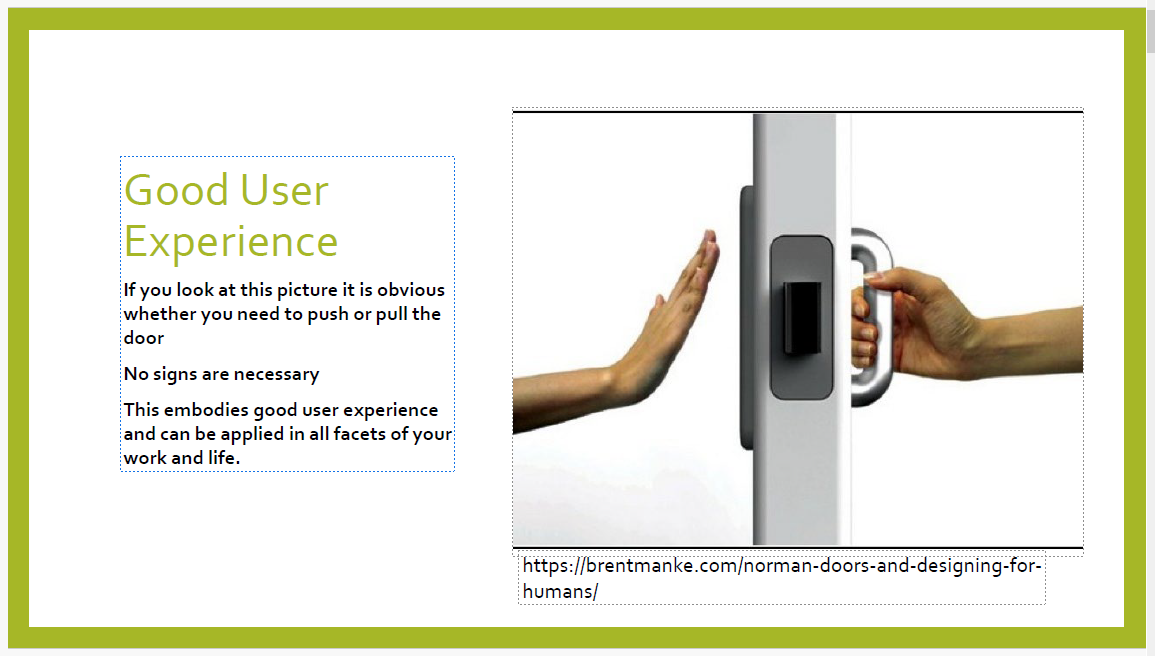 Good User
Experience
If you look at this picture it is obvious
whether you need to push or pull the
door
No signs are necessary
This embodies good user experience
and can be applied in all facets of your
work and life.
https://brentmanke.com/norman-doors-and-designing-for-
humans/